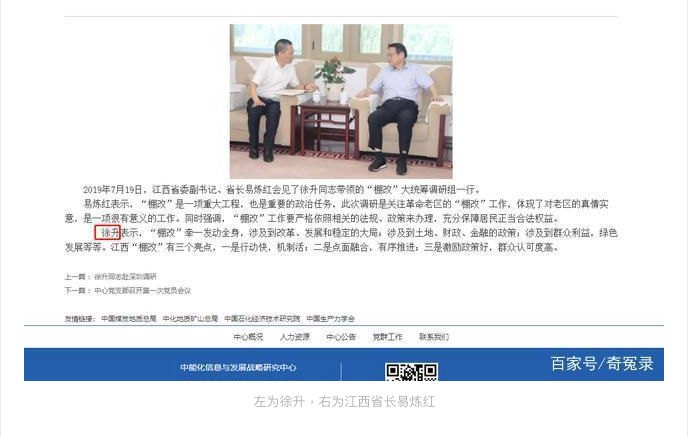 2019年7月19日，江西省委副书记、省长易炼红会见了徐升同志带领的“棚改”大统筹调研组一行。
易炼红表示，“棚改”是一项重大工程，也是重要的政治任务，此次调研是关注革命老区的“棚改”工作，体现了对老区的真情实
意，是一项很有意义的工作。同时强调，“棚改”工作要严格依照相关的法规、政策来办理，充分保障居民正当合法权益。
徐升表示，“棚改”牵一发动全身，涉及到改革、发展和稳定的大局；涉及到土地、财政、金融的政策；涉及到群众利益，绿色
发展等等。江西“棚改”有三个亮点，一是行动快，机制活；二是点面融合，有序推进；三是激励政策好，群众认可度高。
上一篇： 徐升同志赴深圳调研
下一篇： 中心党支部召开第一次党员会议
友情链接： 中国煤炭地质总局 中化地质矿山总局 中国石化经济技术研究院 中国生产力学会
中心概况 人力资源 中心公告 党群工作 联系我们
中能化信息与发展战略研究中心
百家号/奇冤录
左为徐升，右为江西省长易炼红